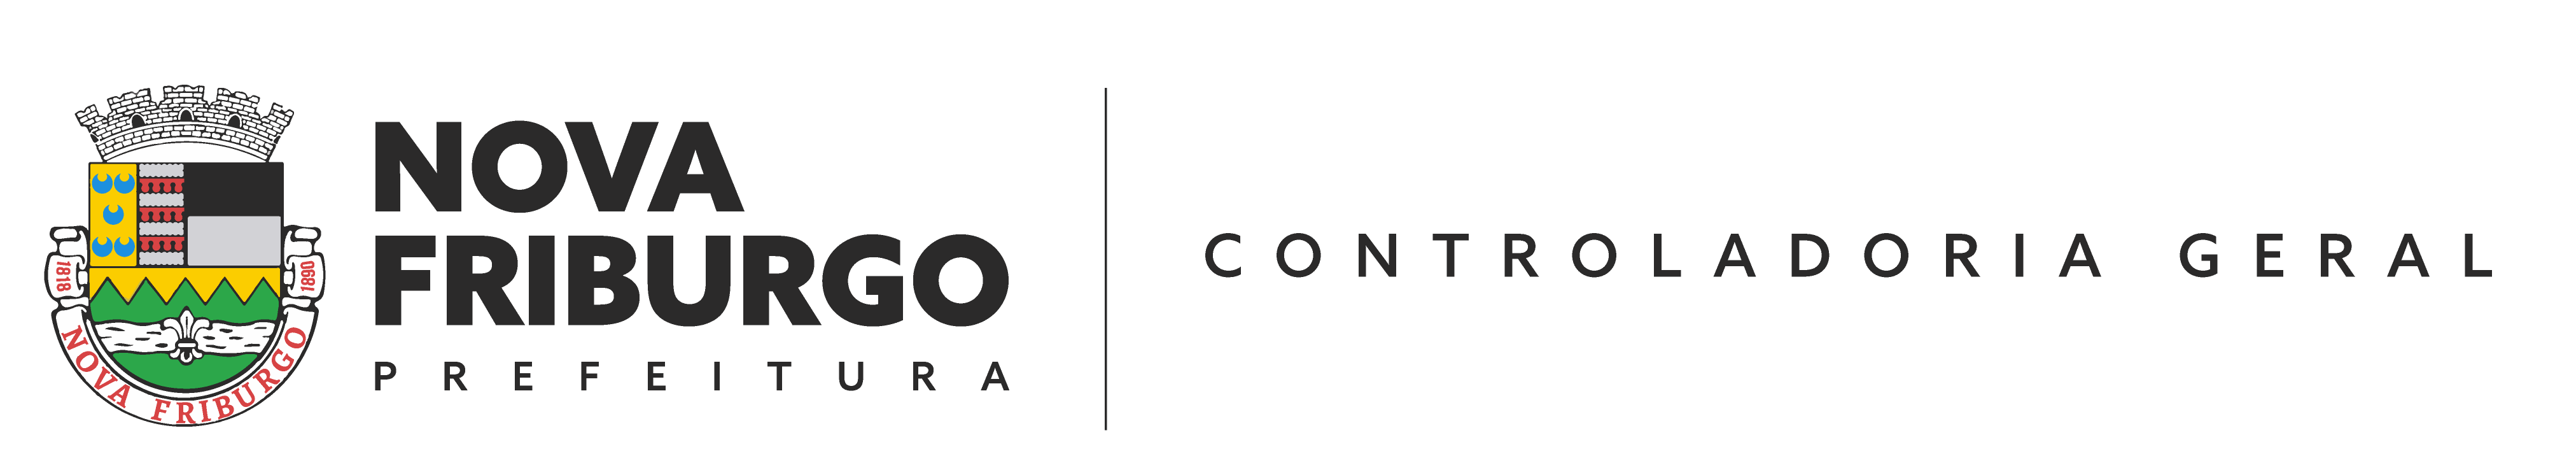 1818
1890
NOVA FRIBURGO
NOVA
FRIBURGO
PREFEITURA
CONTROLADORIA GERAL